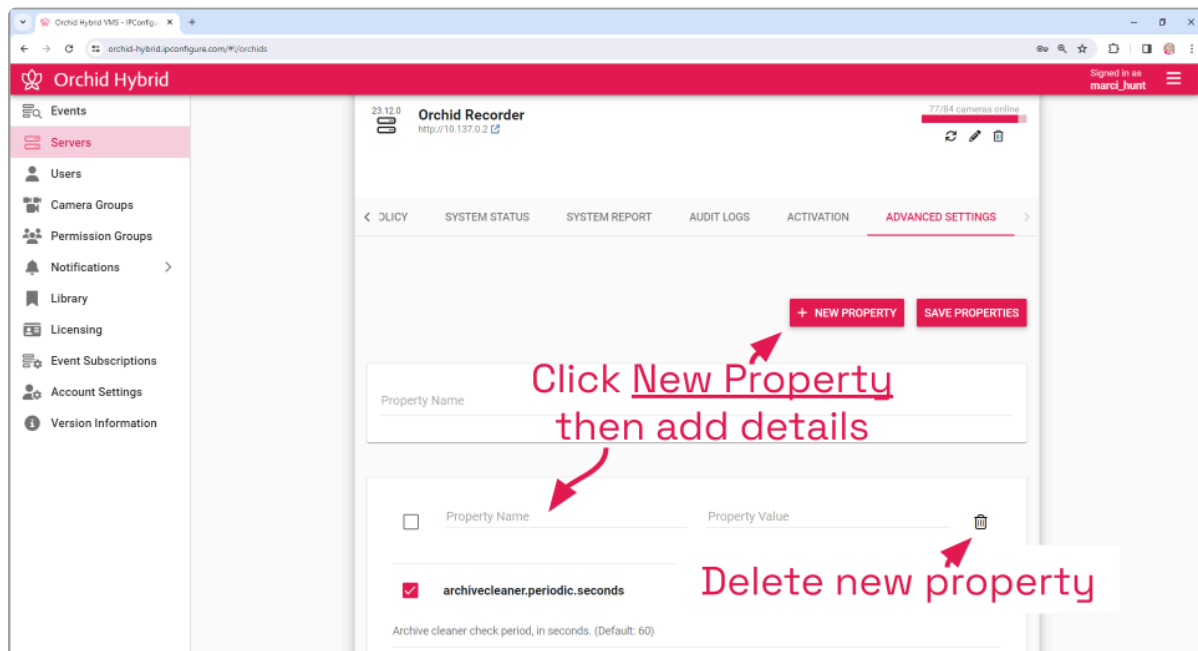 Orchid Hybrid VMS - IPConfigu
orchid-hybrid.ipconfigure.com/#!/orchids
Orchid Hybrid
Signed in as
marci_hunt
Events
Servers
Users
Camera Groups
Permission Groups
Notifications
Library
Licensing
Event Subscriptions
Account Settings
Version Information
23.12.0
Orchid Recorder
http://10.137.0.2
77/84 cameras online
OLICY SYSTEM STATUS SYSTEM REPORT AUDIT LOGS ACTIVATION ADVANCED SETTINGS
+ NEW PROPERTY SAVE PROPERTIES
Click New Property
then add details
Property Name
Property Name Property Value
Delete new property
archivecleaner.periodic.seconds
Archive cleaner check period, in seconds. (Default: 60)